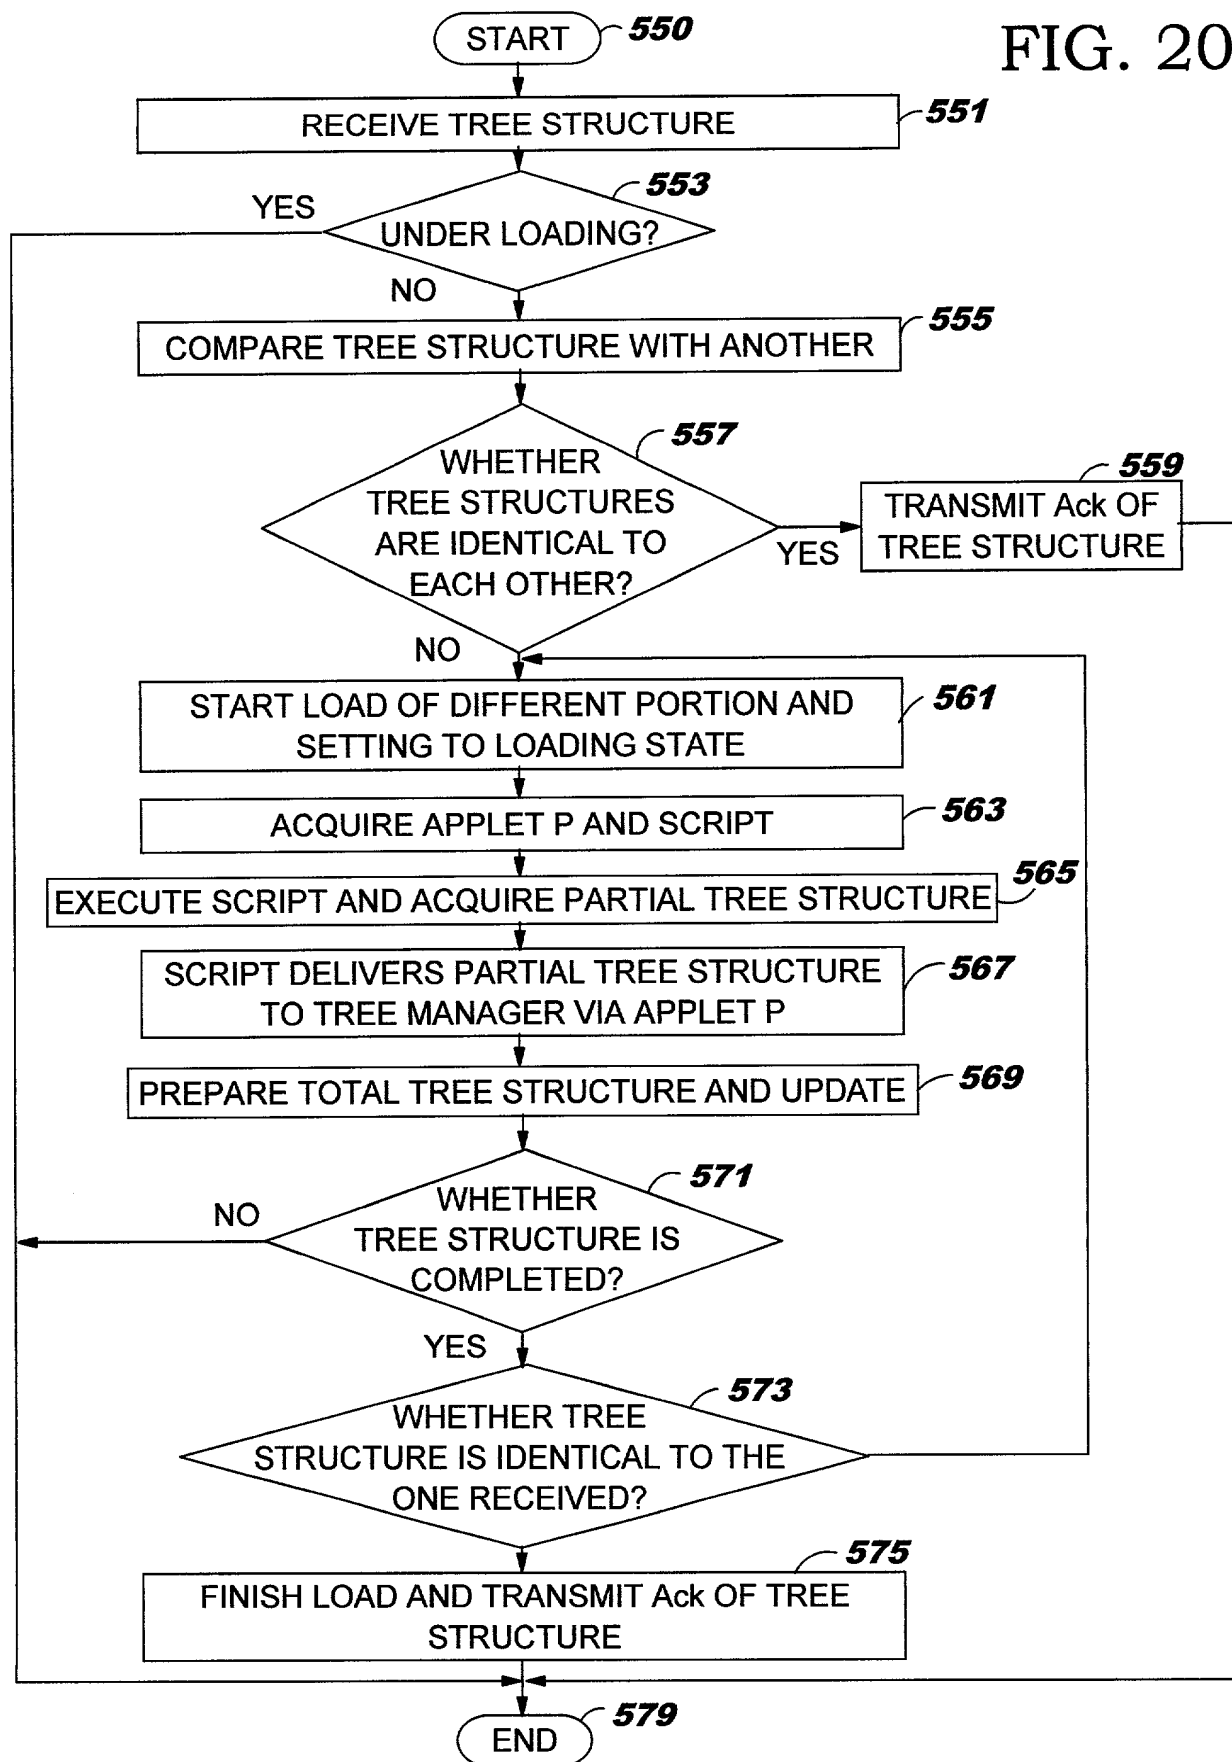 FIG. 20
START
550
RECEIVE TREE STRUCTURE
551
553
YES
UNDER LOADING?
NO
555
COMPARE TREE STRUCTURE WITH ANOTHER
557
WHETHER
TREE STRUCTURES
ARE IDENTICAL TO
EACH OTHER?
559
TRANSMIT Ack OF
TREE STRUCTURE
YES
NO
561
START LOAD OF DIFFERENT PORTION AND
SETTING TO LOADING STATE
563
ACQUIRE APPLET P AND SCRIPT
565
EXECUTE SCRIPT AND ACQUIRE PARTIAL TREE STRUCTURE
567
SCRIPT DELIVERS PARTIAL TREE STRUCTURE
TO TREE MANAGER VIA APPLET P
569
PREPARE TOTAL TREE STRUCTURE AND UPDATE
571
WHETHER
TREE STRUCTURE IS
COMPLETED?
NO
YES
573
WHETHER TREE
STRUCTURE IS IDENTICAL TO THE
ONE RECEIVED?
575
FINISH LOAD AND TRANSMIT Ack OF TREE
STRUCTURE
579
END